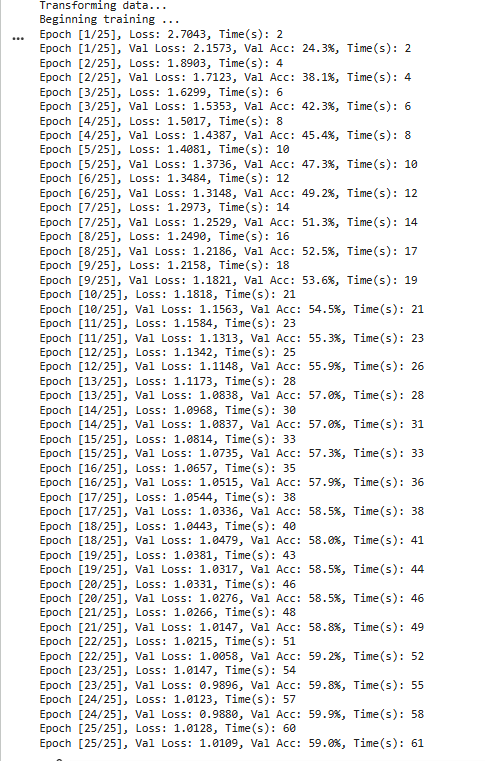 Transforming data...
Beginning training ...
Epoch [1/25], Loss: 2.7043, Time(s): 2
Epoch [1/25], Val Loss: 2.1573, Val Acc: 24.3%, Time(s): 2
Epoch [2/25], Loss: 1.8903, Time(s): 4
Epoch [2/25], Val Loss: 1.7123, Val Acc: 38.1%, Time(s): 4
Epoch [3/25], Loss: 1.6299, Time(s): 6
Epoch [3/25], Val Loss: 1.5353, Val Acc: 42.3%, Time(s): 6
Epoch [4/25], Loss: 1.5017, Time(s): 8
Epoch [4/25], Val Loss: 1.4387, Val Acc: 45.4%, Time(s): 8
Epoch [5/25], Loss: 1.4081, Time(s): 10
Epoch [5/25], Val Loss: 1.3736, Val Acc: 47.3%, Time(s): 10
Epoch [6/25], Loss: 1.3484, Time(s): 12
Epoch [6/25], Val Loss: 1.3148, Val Acc: 49.2%, Time(s): 12
Epoch [7/25], Loss: 1.2973, Time(s): 14
Epoch [7/25], Val Loss: 1.2529, Val Acc: 51.3%, Time(s): 14
Epoch [8/25], Loss: 1.2490, Time(s): 16
Epoch [8/25], Val Loss: 1.2186, Val Acc: 52.5%, Time(s): 17
Epoch [9/25], Loss: 1.2158, Time(s): 18
Epoch [9/25], Val Loss: 1.1821, Val Acc: 53.6%, Time(s): 19
Epoch [10/25], Loss: 1.1818, Time(s): 21
Epoch [10/25], Val Loss: 1.1563, Val Acc: 54.5%, Time(s): 21
Epoch [11/25], Loss: 1.1584, Time(s): 23
Epoch [11/25], Val Loss: 1.1313, Val Acc: 55.3%, Time(s): 23
Epoch [12/25], Loss: 1.1342, Time(s): 25
Epoch [12/25], Val Loss: 1.1148, Val Acc: 55.9%, Time(s): 26
Epoch [13/25], Loss: 1.1173, Time(s): 28
Epoch [13/25], Val Loss: 1.0838, Val Acc: 57.0%, Time(s): 28
Epoch [14/25], Loss: 1.0968, Time(s): 30
Epoch [14/25], Val Loss: 1.0837, Val Acc: 57.0%, Time(s): 31
Epoch [15/25], Loss: 1.0814, Time(s): 33
Epoch [15/25], Val Loss: 1.0735, Val Acc: 57.3%, Time(s): 33
Epoch [16/25], Loss: 1.0657, Time(s): 35
Epoch [16/25], Val Loss: 1.0515, Val Acc: 57.9%, Time(s): 36
Epoch [17/25], Loss: 1.0544, Time(s): 38
Epoch [17/25], Val Loss: 1.0336, Val Acc: 58.5%, Time(s): 38
Epoch [18/25], Loss: 1.0443, Time(s): 40
Epoch [18/25], Val Loss: 1.0479, Val Acc: 58.0%, Time(s): 41
Epoch [19/25], Loss: 1.0381, Time(s): 43
Epoch [19/25], Val Loss: 1.0317, Val Acc: 58.5%, Time(s): 44
Epoch [20/25], Loss: 1.0331, Time(s): 46
Epoch [20/25], Val Loss: 1.0276, Val Acc: 58.5%, Time(s): 46
Epoch [21/25], Loss: 1.0266, Time(s): 48
Epoch [21/25], Val Loss: 1.0147, Val Acc: 58.8%, Time(s): 49
Epoch [22/25], Loss: 1.0215, Time(s): 51
Epoch [22/25], Val Loss: 1.0058, Val Acc: 59.2%, Time(s): 52
Epoch [23/25], Loss: 1.0147, Time(s): 54
Epoch [23/25], Val Loss: 0.9896, Val Acc: 59.8%, Time(s): 55
Epoch [24/25], Loss: 1.0123, Time(s): 57
Epoch [24/25], Val Loss: 0.9880, Val Acc: 59.9%, Time(s): 58
Epoch [25/25], Loss: 1.0128, Time(s): 60
Epoch [25/25], Val Loss: 1.0109, Val Acc: 59.0%, Time(s): 61